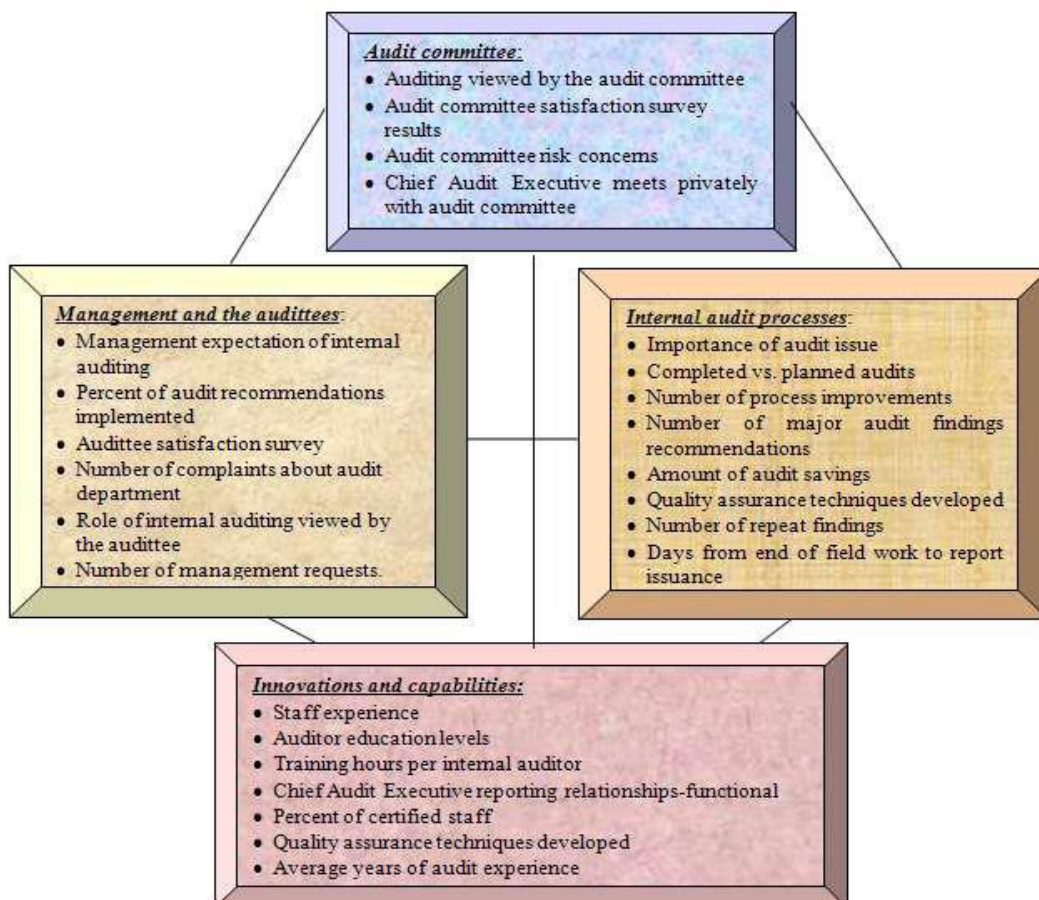 Audit committee:
• Auditing viewed by the audit committee
• Audit committee satisfaction survey
results
• Audit committee risk concerns
• Chief Audit Executive meets privately
with audit committee
Management and the audittees:
• Management expectation of internal
auditing
• Percent of audit recommendations
implemented
• Audittee satisfaction survey
• Number of complaints about audit
department
• Role of internal auditing viewed by
the audittee
• Number of management requests.
Internal audit processes:
• Importance of audit issue
• Completed vs. planned audits
• Number of process improvements
• Number of major audit findings
recommendations
• Amount of audit savings
• Quality assurance techniques developed
• Number of repeat findings
• Days from end of field work to report
issuance
Innovations and capabilities:
• Staff experience
• Auditor education levels
• Training hours per internal auditor
• Chief Audit Executive reporting relationships-functional
• Percent of certified staff
• Quality assurance techniques developed
• Average years of audit experience